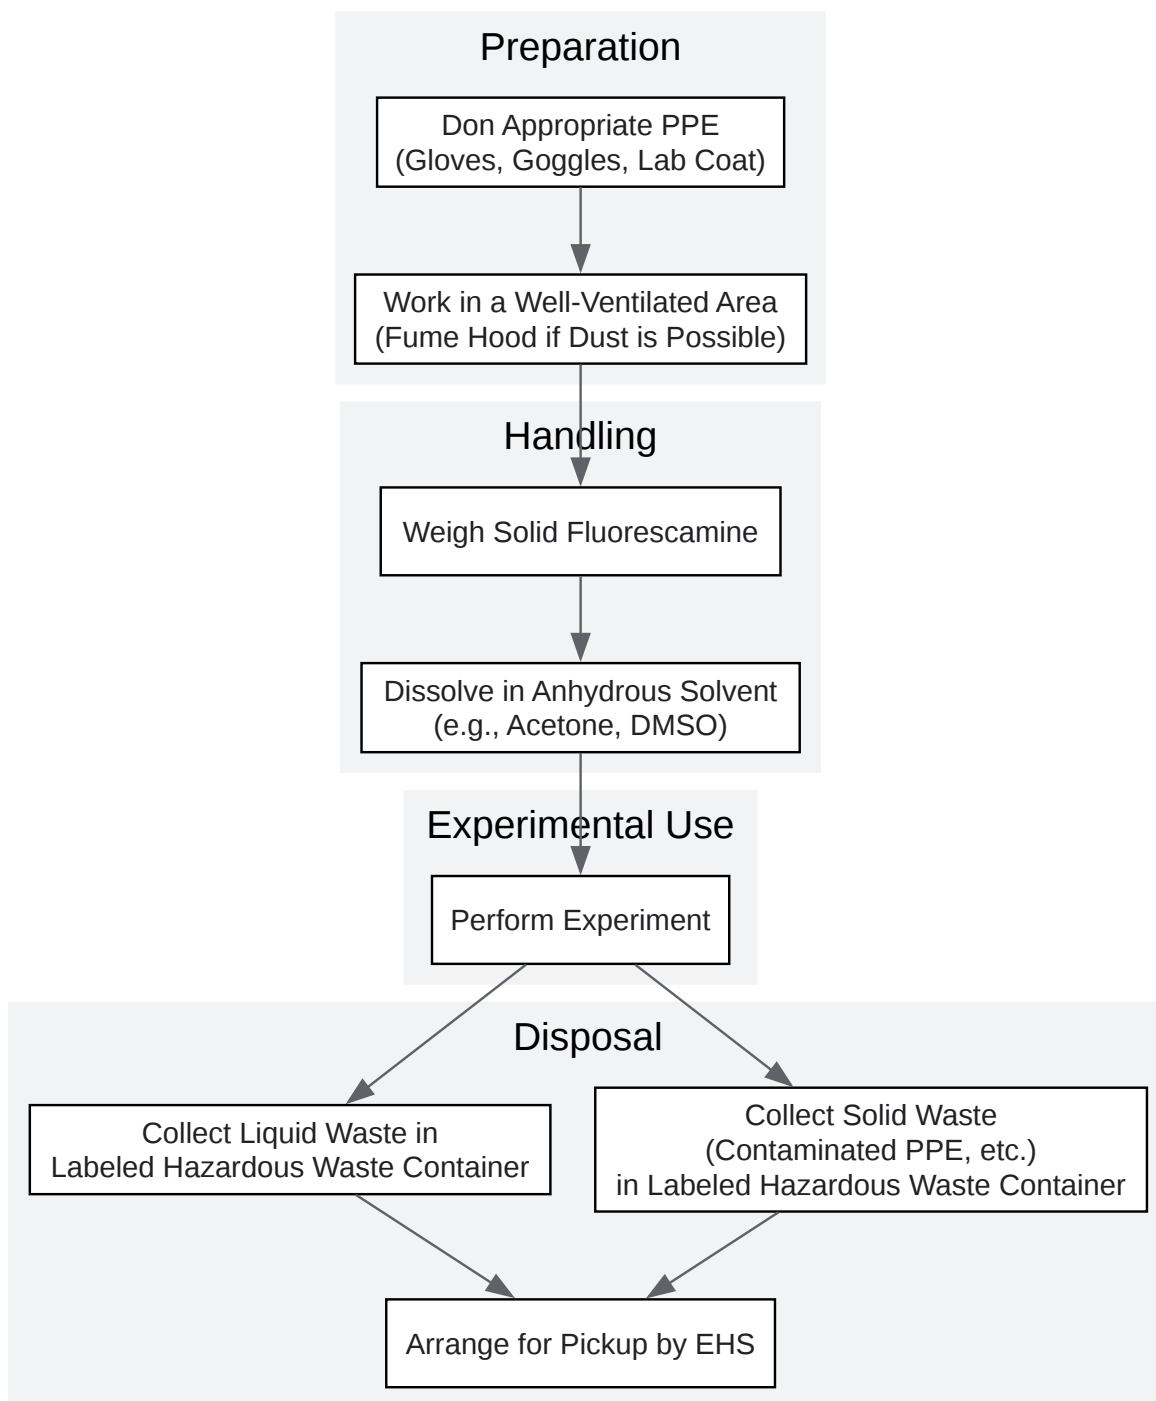 Preparation
Don Appropriate PPE
(Gloves, Goggles, Lab Coat)
Work in a Well-Ventilated Area
(Fume Hood if Dust is Possible)
Handling
Weigh Solid Fluorescamine
Dissolve in Anhydrous Solvent
(e.g., Acetone, DMSO)
Experimental Use
Perform Experiment
Disposal
Collect Liquid Waste in
Labeled Hazardous Waste Container
Collect Solid Waste
(Contaminated PPE, etc.)
in Labeled Hazardous Waste Container
Arrange for Pickup by EHS